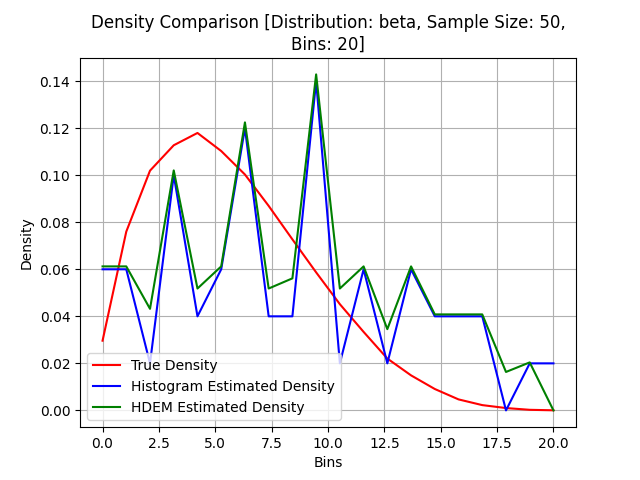 Density Comparison [Distribution: beta, Sample Size: 50,
Bins: 20]
Density
0.14
0.12
0.10
0.08
0.06
0.04
0.02
0.00
True Density
Histogram Estimated Density
HDEM Estimated Density
0.0 2.5 5.0 7.5 10.0 12.5 15.0 17.5 20.0
Bins